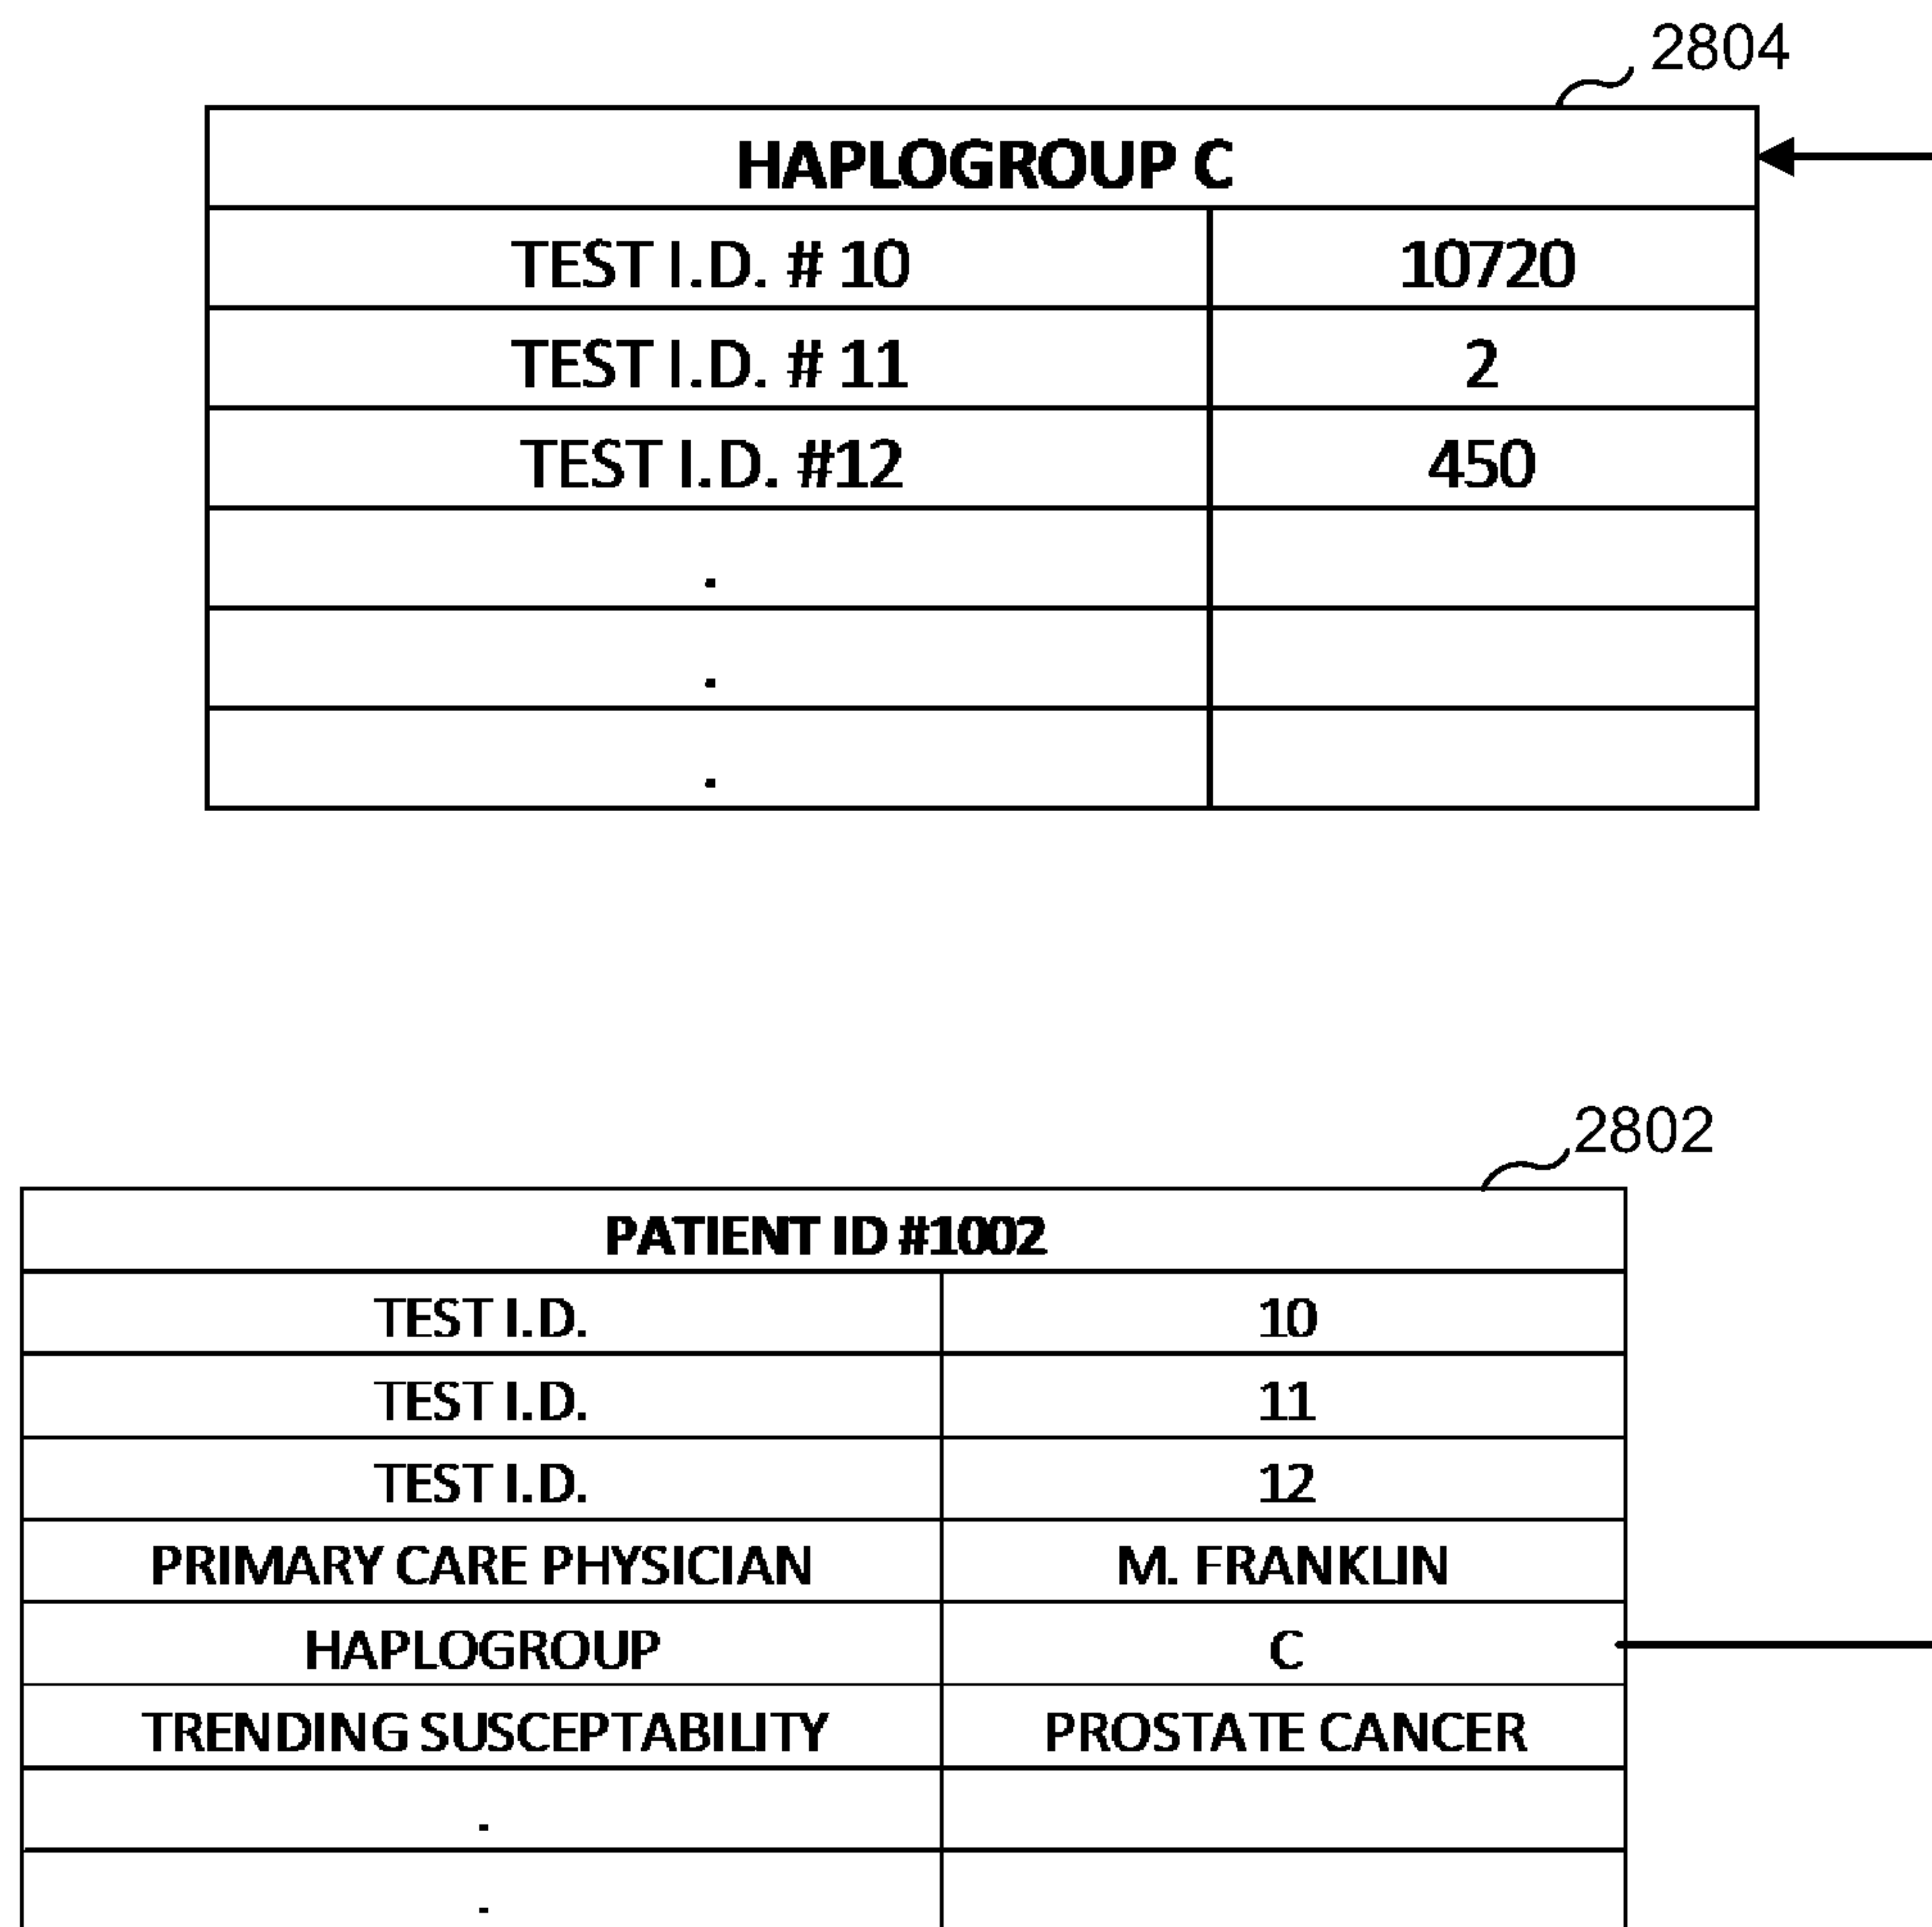 2804
HAPLOGROUP C
TEST I.D. # 10 10720
TEST I.D. # 11 2
TEST I.D. #12 450
.
.
.
2802
PATIENT ID #1002
TEST I.D. 10
TEST I.D. 11
TEST I.D. 12
PRIMARY CARE PHYSICIAN M. FRANKLIN
HAPLOGROUP C
TRENDING SUSCEPTABILITY PROSTATE CANCER
.
.